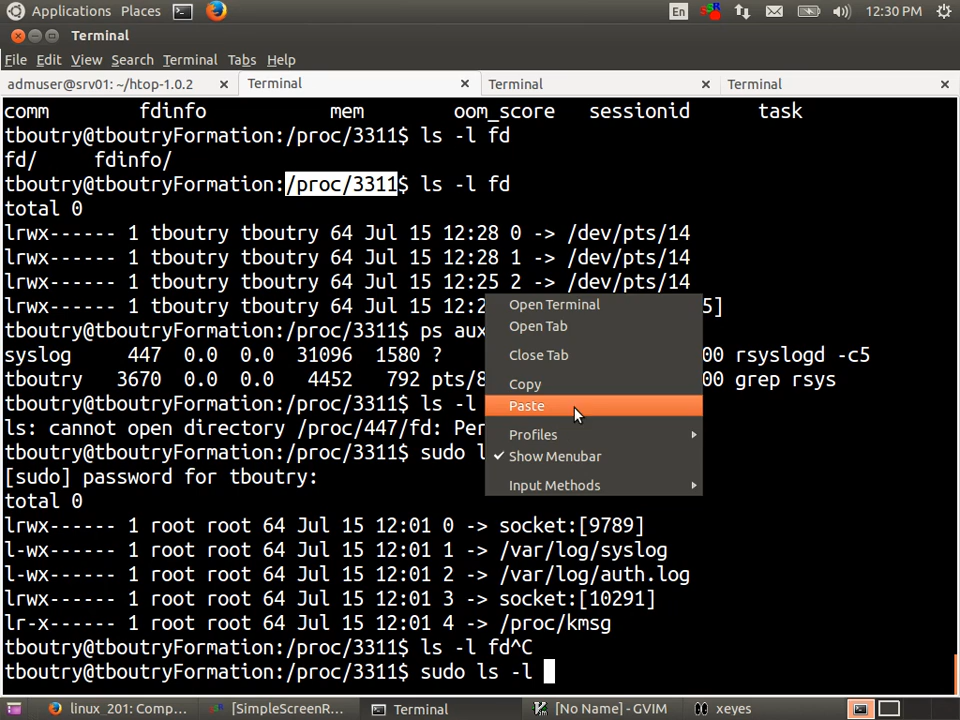 Applications Places En 12:30 PM
Terminal
File Edit View Search Terminal Tabs Help
admuser@srv01: ~/htop-1.0.2 Terminal Terminal Terminal
comm fdinfo mem oom_score sessionid task
tboutry@tboutryFormation:/proc/3311$ ls -l fd
fd/ fdinfo/
tboutry@tboutryFormation:/proc/3311$ ls -l fd
total 0
lrwx------ 1 tboutry tboutry 64 Jul 15 12:28 0 -> /dev/pts/14
lrwx------ 1 tboutry tboutry 64 Jul 15 12:28 1 -> /dev/pts/14
lrwx------ 1 tboutry tboutry 64 Jul 15 12:25 2 -> /dev/pts/14
lrwx------ 1 tboutry tboutry 64 Jul 15 12:2 5]
tboutry@tboutryFormation:/proc/3311$ ps aux
syslog 447 0.0 0.0 31096 1580 ? 00 rsyslogd -c5
tboutry 3670 0.0 0.0 4452 792 pts/8 00 grep rsys
tboutry@tboutryFormation:/proc/3311$ ls -l
ls: cannot open directory /proc/447/fd: Per
tboutry@tboutryFormation:/proc/3311$ sudo l
[sudo] password for tboutry:
total 0
lrwx------ 1 root root 64 Jul 15 12:01 0 -> socket:[9789]
l-wx------ 1 root root 64 Jul 15 12:01 1 -> /var/log/syslog
l-wx------ 1 root root 64 Jul 15 12:01 2 -> /var/log/auth.log
lrwx------ 1 root root 64 Jul 15 12:01 3 -> socket:[10291]
lr-x------ 1 root root 64 Jul 15 12:01 4 -> /proc/kmsg
tboutry@tboutryFormation:/proc/3311$ ls -l fd^C
tboutry@tboutryFormation:/proc/3311$ sudo ls -l
Open Terminal
Open Tab
Close Tab
Copy
Paste
Profiles
Show Menubar
Input Methods
linux_201: Comp... [SimpleScreenR... Terminal [No Name] - GVIM xeyes